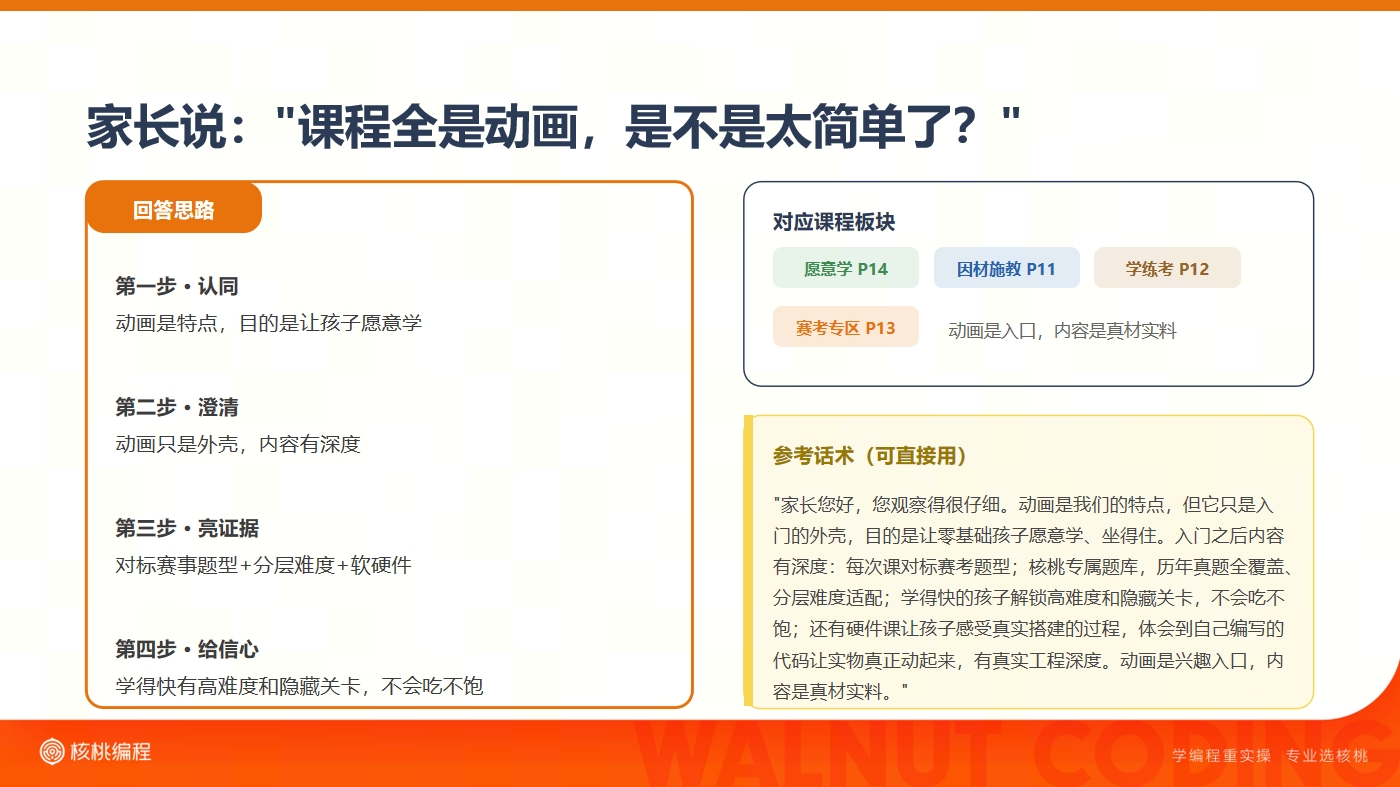 家长说："课程全是动画，是不是太简单了？"
回答思路
第一步·认同
动画是特点，目的是让孩子愿意学
第二步·澄清
动画只是外壳，内容有深度
第三步·亮证据
对标赛事题型+分层难度+软硬件
第四步·给信心
学得快有高难度和隐藏关卡，不会吃不饱
对应课程板块
愿意学 P14
因材施教 P11
学练考 P12
赛考专区 P13
动画是入口，内容是真材实料
参考话术（可直接用）
"家长您好，您观察得很仔细。动画是我们的特点，但它只是入
门的外壳，目的是让零基础孩子愿意学、坐得住。入门之后内容
有深度：每次课对标赛考题型；核桃专属题库，历年真题全覆盖、
分层难度适配；学得快的孩子解锁高难度和隐藏关卡，不会吃不
饱；还有硬件课让孩子感受真实搭建的过程，体会到自己编写的
代码让实物真正动起来，有真实工程深度。动画是兴趣入口，内
容是真材实料。"
核桃编程
WALNUT CODING
学编程重实操 专业选核桃